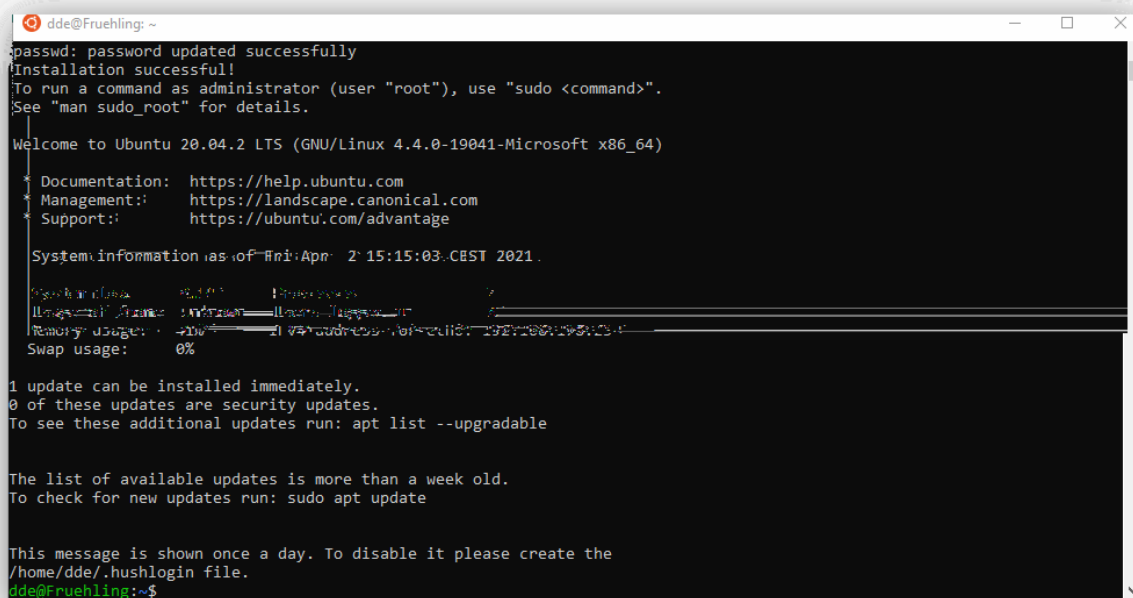 dde@Fruehling: ~
passwd: password updated successfully
Installation successful!
To run a command as administrator (user "root"), use "sudo <command>".
See "man sudo_root" for details.
Welcome to Ubuntu 20.04.2 LTS (GNU/Linux 4.4.0-19041-Microsoft x86_64)
* Documentation: https://help.ubuntu.com
* Management: https://landscape.canonical.com
* Support: https://ubuntu.com/advantage
System information as of Fri Apr 2 15:15:03 CEST 2021
Memory usage:
Swap usage: 0%
1 update can be installed immediately.
0 of these updates are security updates.
To see these additional updates run: apt list --upgradable
The list of available updates is more than a week old.
To check for new updates run: sudo apt update
This message is shown once a day. To disable it please create the
/home/dde/.hushlogin file.
dde@Fruehling:~$